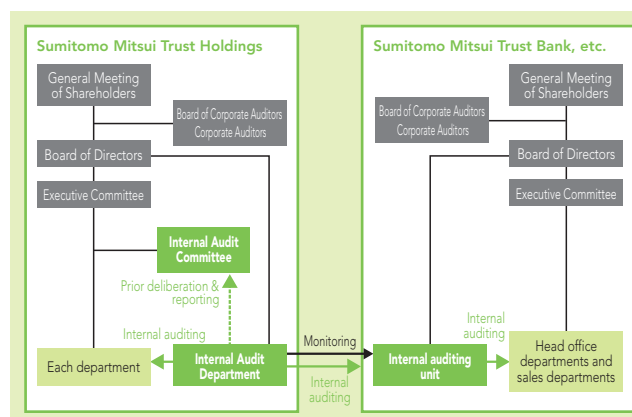 Sumitomo Mitsui Trust Holdings
General Meeting
of Shareholders
Board of Corporate Auditors
Corporate Auditors
Board of Directors
Executive Committee
Internal Audit
Committee
Prior deliberation &
reporting
Internal auditing
Each department
Internal Audit
Department
Monitoring
Internal
auditing
Sumitomo Mitsui Trust Bank, etc.
General Meeting
of Shareholders
Board of Corporate Auditors
Corporate Auditors
Board of Directors
Executive Committee
Internal auditing
unit
Internal
auditing
Head office
departments and
sales departments